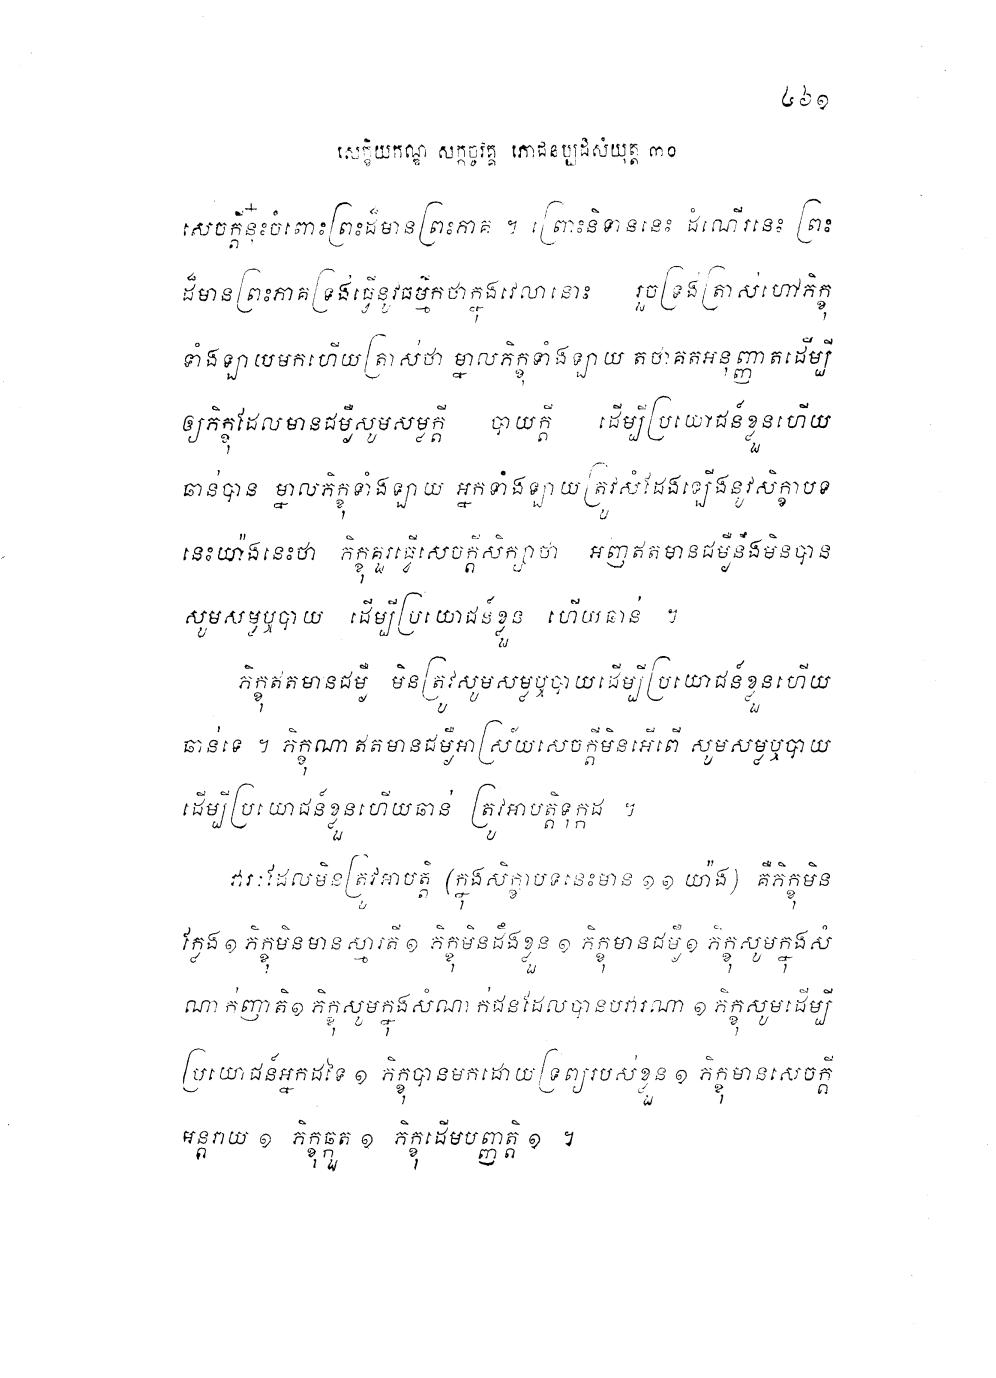 ៤៦១
សេក្ខិយកណ្ឌ សក្កច្ចវគ្គ ភោជនប្បដិសំយុត្ត ៣០
សេចក្តីនុ៎ះចំពោះព្រះដ៏មានព្រះភាគ ។ ព្រោះនិទាននេះ ដំណើរនេះ ព្រះ
ដ៏មានព្រះភាគទ្រង់ធ្វើនូវធម្មីកថាក្នុងវេលានោះ រួចទ្រង់ត្រាស់ហៅភិក្ខុ
ទាំងឡាយមកហើយត្រាស់ថា ម្នាលភិក្ខុទាំងឡាយ តថាគតអនុញ្ញាតដើម្បី
ឲ្យភិក្ខុដែលមានជម្ងឺសូមសម្លក្តី បាយក្តី ដើម្បីប្រយោជន៍ខ្លួនហើយ
ឆាន់បាន ម្នាលភិក្ខុទាំងឡាយ អ្នកទាំងឡាយត្រូវសំដែងឡើងនូវសិក្ខាបទ
នេះយ៉ាងនេះថា ភិក្ខុគួរធ្វើសេចក្តីសិក្សាថា អញឥតមានជម្ងឺនឹងមិនបាន
សូមសម្លឬបាយ ដើម្បីប្រយោជន៍ខ្លួន ហើយឆាន់ ។
ភិក្ខុឥតមានជម្ងឺ មិនត្រូវសូមសម្លឬបាយដើម្បីប្រយោជន៍ខ្លួនហើយ
ឆាន់ទេ ។ ភិក្ខុណាឥតមានជម្ងឺអាស្រ័យសេចក្តីមិនអើពើ សូមសម្លឬបាយ
ដើម្បីប្រយោជន៍ខ្លួនហើយឆាន់ ត្រូវអាបត្តិទុក្កដ ។
វារៈដែលមិនត្រូវអាបត្តិ (ក្នុងសិក្ខាបទនេះមាន ១១ យ៉ាង) គឺភិក្ខុមិន
ក្លែង ១ ភិក្ខុមិនមានស្មារតី ១ ភិក្ខុមិនដឹងខ្លួន ១ ភិក្ខុមានជម្ងឺ ១ ភិក្ខុសូមក្នុងសំ
ណាក់ញាតិ ១ ភិក្ខុសូមក្នុងសំណាក់ជនដែលបានបវារណា ១ ភិក្ខុសូមដើម្បី
ប្រយោជន៍អ្នកដទៃ ១ ភិក្ខុបានមកដោយទ្រព្យរបស់ខ្លួន ១ ភិក្ខុមានសេចក្តី
អន្តរាយ ១ ភិក្ខុឆ្កួត ១ ភិក្ខុដើមបញ្ញត្តិ ១ ។